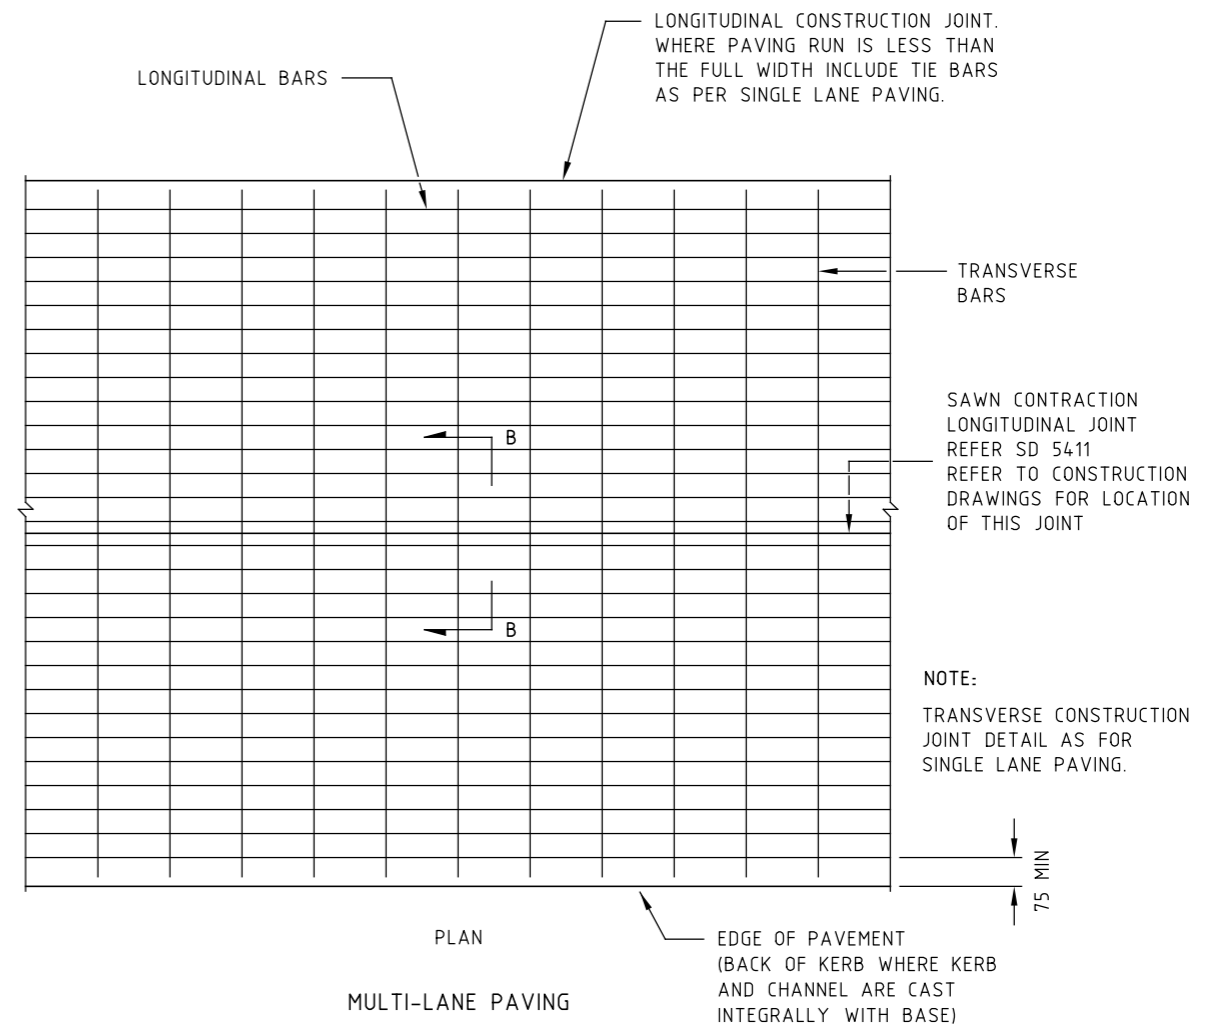 LONGITUDINAL CONSTRUCTION JOINT.
WHERE PAVING RUN IS LESS THAN
THE FULL WIDTH INCLUDE TIE BARS
AS PER SINGLE LANE PAVING.
LONGITUDINAL BARS
TRANSVERSE
BARS
SAWN CONTRACTION
LONGITUDINAL JOINT
REFER SD 5411
REFER TO CONSTRUCTION
DRAWINGS FOR LOCATION
OF THIS JOINT
B
B
NOTE:
TRANSVERSE CONSTRUCTION
JOINT DETAIL AS FOR
SINGLE LANE PAVING.
75 MIN
EDGE OF PAVEMENT
(BACK OF KERB WHERE KERB
AND CHANNEL ARE CAST
INTEGRALLY WITH BASE)
PLAN
MULTI-LANE PAVING